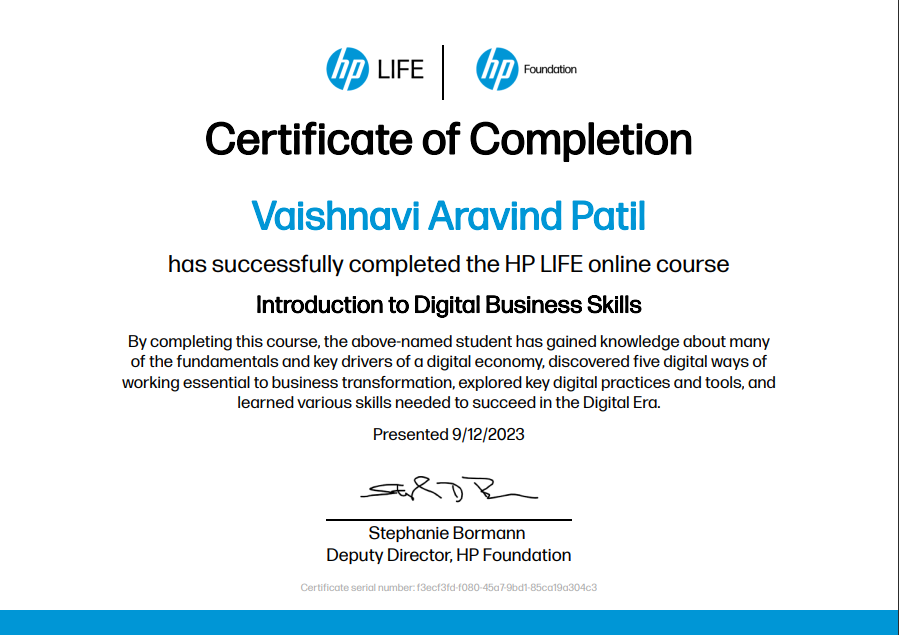 hp LIFE | hp Foundation
Certificate of Completion
Vaishnavi Aravind Patil
has successfully completed the HP LIFE online course
Introduction to Digital Business Skills
By completing this course, the above-named student has gained knowledge about many
of the fundamentals and key drivers of a digital economy, discovered five digital ways of
working essential to business transformation, explored key digital practices and tools, and
learned various skills needed to succeed in the Digital Era.
Presented 9/12/2023
Stephanie Bormann
Deputy Director, HP Foundation
Certificate serial number: f3ecf3fd-f080-45a7-9bd1-85ca19a304c3